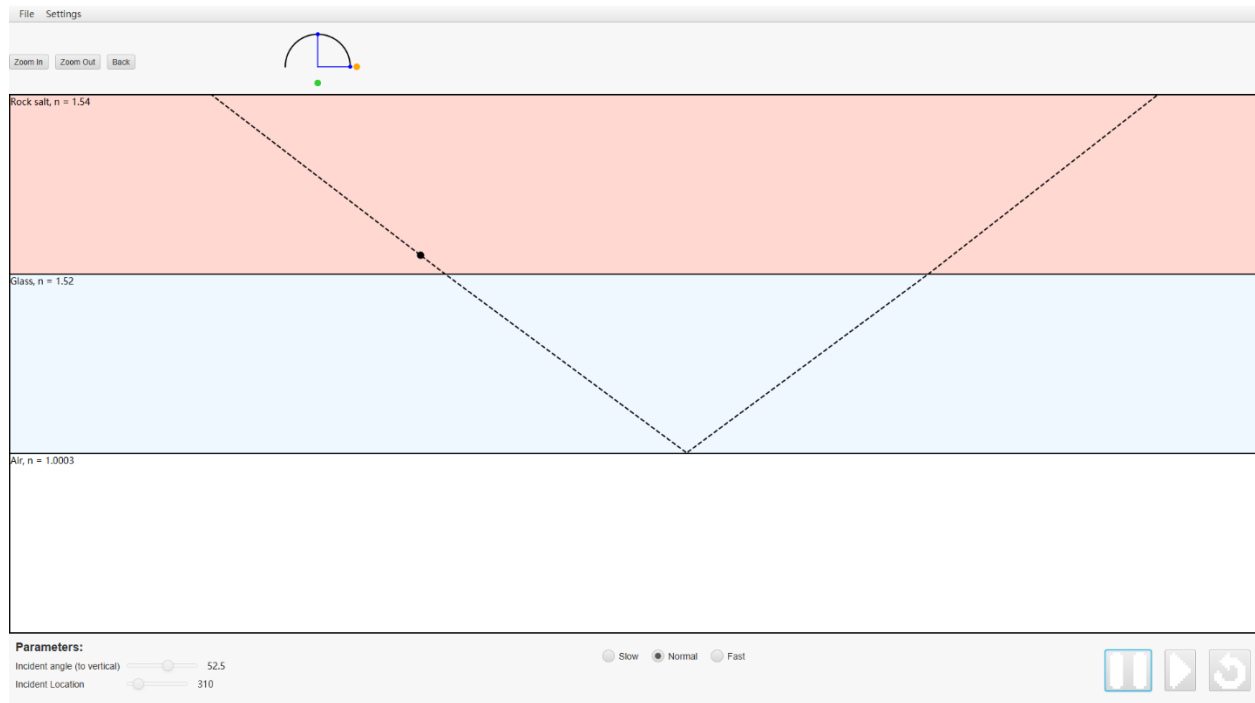 File Settings
Zoom In Zoom Out Back
Rock salt, n = 1.54
Glass, n = 1.52
Air, n = 1.0003
Parameters:
Incident angle (to vertical) 52.5
Incident Location 310
Slow Normal Fast